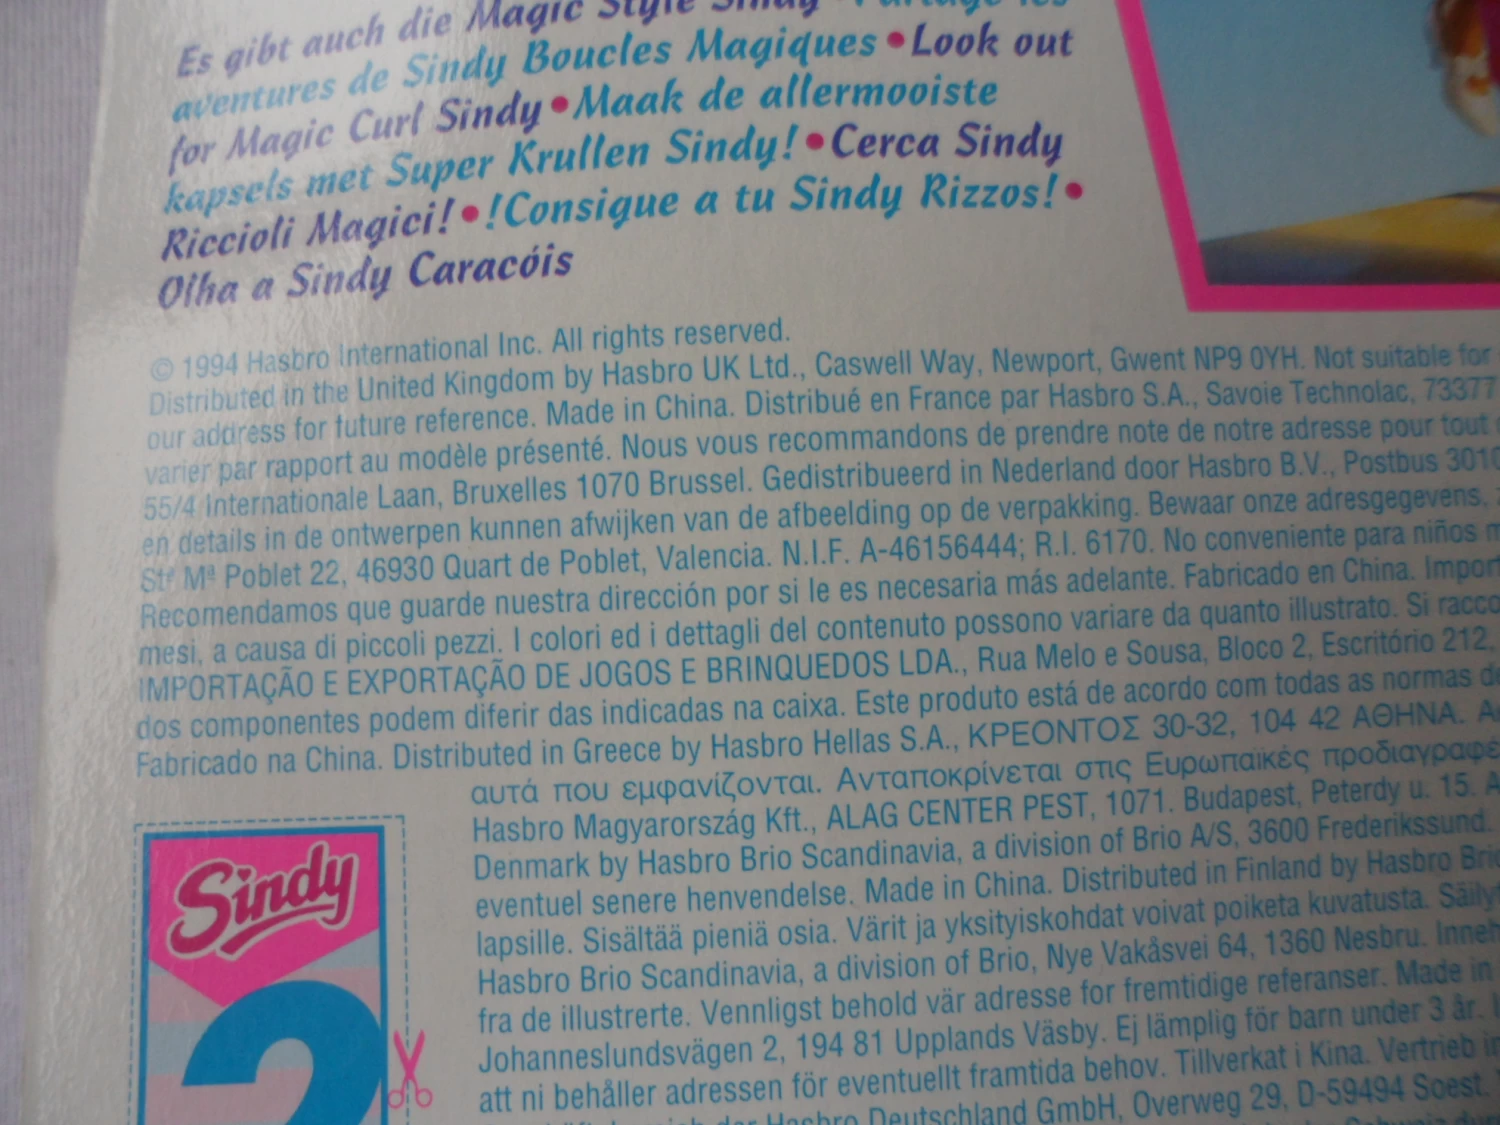 Es gibt auch die Magic Style Sindy • Partage les
aventures de Sindy Boucles Magiques • Look out
for Magic Curl Sindy • Maak de allermooiste
kapsels met Super Krullen Sindy! • Cerca Sindy
Riccioli Magici! • !Consigue a tu Sindy Rizzos! •
Olha a Sindy Caracóis
© 1994 Hasbro International Inc. All rights reserved.
Distributed in the United Kingdom by Hasbro UK Ltd., Caswell Way, Newport, Gwent NP9 0YH. Not suitable for
our address for future reference. Made in China. Distribué en France par Hasbro S.A., Savoie Technolac, 73377
varier par rapport au modèle présenté. Nous vous recommandons de prendre note de notre adresse pour tout
55/4 Internationale Laan, Bruxelles 1070 Brussel. Gedistribueerd in Nederland door Hasbro B.V., Postbus 3010
en details in de ontwerpen kunnen afwijken van de afbeelding op de verpakking. Bewaar onze adresgegevens,
Stª Mª Poblet 22, 46930 Quart de Poblet, Valencia. N.I.F. A-46156444; R.I. 6170. No conveniente para niños
Recomendamos que guarde nuestra dirección por si le es necesaria más adelante. Fabricado en China. Import
mesi, a causa di piccoli pezzi. I colori ed i dettagli del contenuto possono variare da quanto illustrato. Si racco
IMPORTAÇÃO E EXPORTAÇÃO DE JOGOS E BRINQUEDOS LDA., Rua Melo e Sousa, Bloco 2, Escritório 212,
dos componentes podem diferir das indicadas na caixa. Este produto está de acordo com todas as normas
Fabricado na China. Distributed in Greece by Hasbro Hellas S.A., ΚΡΕΟΝΤΟΣ 30-32, 104 42 ΑΘΗΝΑ.
αυτά που εμφανίζονται. Ανταποκρίνεται στις Ευρωπαϊκές προδιαγραφέ
Hasbro Magyarország Kft., ALAG CENTER PEST, 1071. Budapest, Peterdy u. 15.
Denmark by Hasbro Brio Scandinavia, a division of Brio A/S, 3600 Frederikssund.
eventuel senere henvendelse. Made in China. Distributed in Finland by Hasbro Brio
lapsille. Sisältää pieniä osia. Värit ja yksityiskohdat voivat poiketa kuvatusta. Säily
Hasbro Brio Scandinavia, a division of Brio, Nye Vakåsvei 64, 1360 Nesbru. Inneh
fra de illustrerte. Vennligst behold vär adresse for fremtidige referanser. Made in
Johanneslundsvägen 2, 194 81 Upplands Väsby. Ej lämplig för barn under 3 år.
att ni behåller adressen för eventuellt framtida behov. Tillverkat i Kina. Vertrieb in
der Hasbro Deutschland GmbH, Overweg 29, D-59494 Soest.
Sindy
2